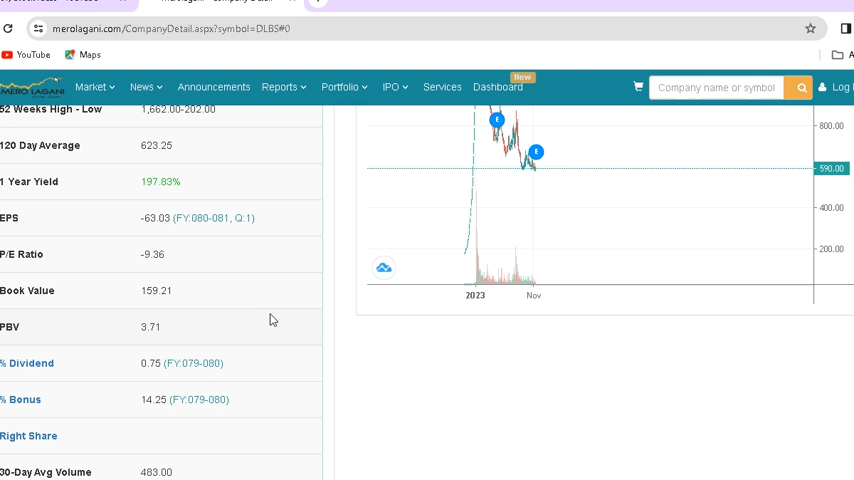 merolagani.com/CompanyDetail.aspx?symbol=DLBS#0
YouTube
Maps
MERO LAGANI
Market
News
Announcements
Reports
Portfolio
IPO
Services
Dashboard
New
Company name or symbol
Log
52 Weeks High - Low 1,662.00-202.00
120 Day Average 623.25
1 Year Yield 197.83%
EPS -63.03 (FY:080-081, Q:1)
P/E Ratio -9.36
Book Value 159.21
PBV 3.71
% Dividend 0.75 (FY:079-080)
% Bonus 14.25 (FY:079-080)
Right Share
30-Day Avg Volume 483.00
E
E
800.00
590.00
400.00
200.00
2023
Nov